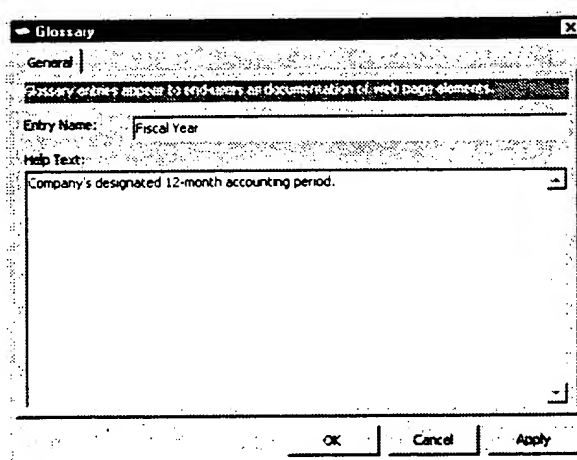 Glossary
General
Glossary entries appear to end-users as documentation of web page elements.
Entry Name: Fiscal Year
Help Text:
Company's designated 12-month accounting period.
OK Cancel Apply